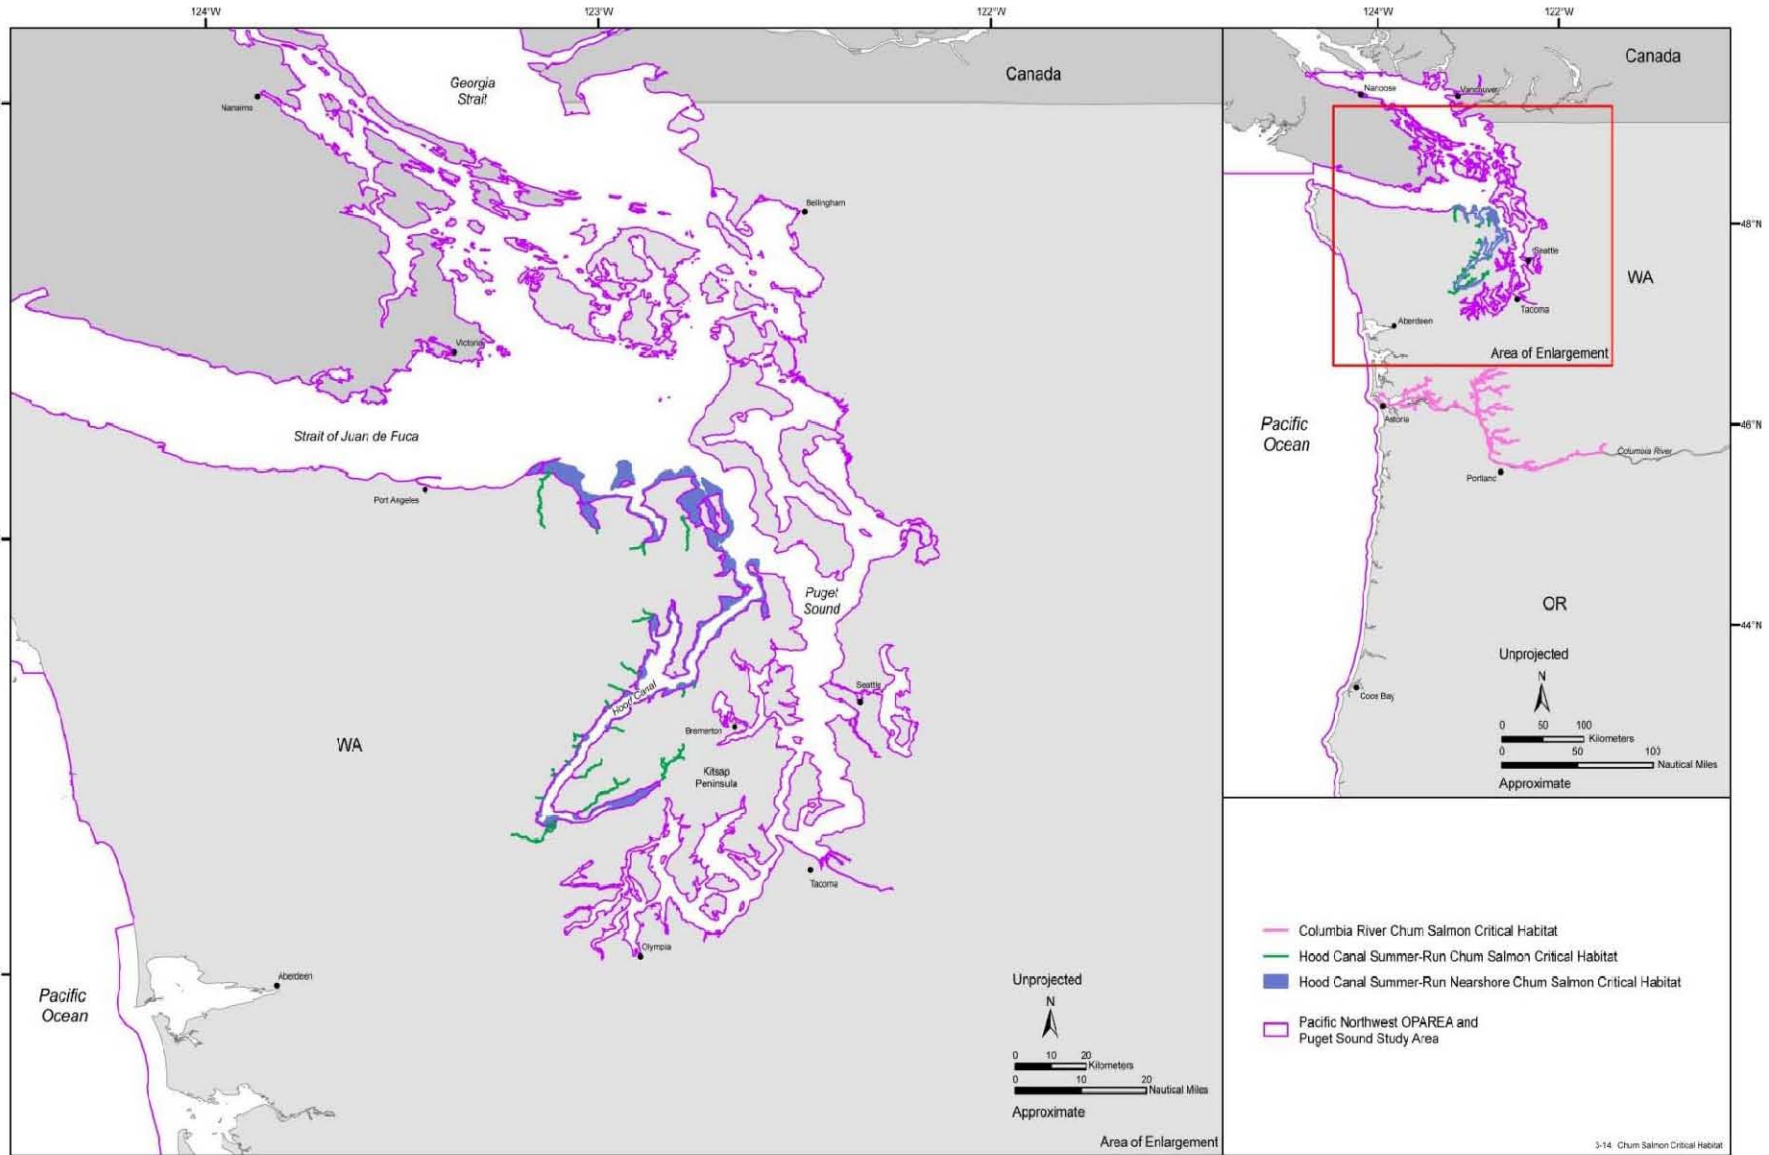 124°W
123°W
122°W
Georgia
Strait
Canada
Nanaimo
Bellingham
Victoria
Strait of Juan de Fuca
Port Angeles
Puget
Sound
Hood Canal
Seattle
Bremerton
WA
Kitsap
Peninsula
Tacoma
Olympia
Aberdeen
Pacific
Ocean
Unprojected
N
0 10 20
Kilometers
0 10 20
Nautical Miles
Approximate
Area of Enlargement
124°W
122°W
Canada
Nanoose
Vancouver
48°N
Seattle
WA
Tacoma
Aberdeen
Area of Enlargement
Pacific
Ocean
Astoria
46°N
Columbia River
Portland
OR
44°N
Unprojected
N
Coos Bay
0 50 100
Kilometers
0 50 100
Nautical Miles
Approximate
Columbia River Chum Salmon Critical Habitat
Hood Canal Summer-Run Chum Salmon Critical Habitat
Hood Canal Summer-Run Nearshore Chum Salmon Critical Habitat
Pacific Northwest OPAREA and
Puget Sound Study Area
3-14 Chum Salmon Critical Habitat